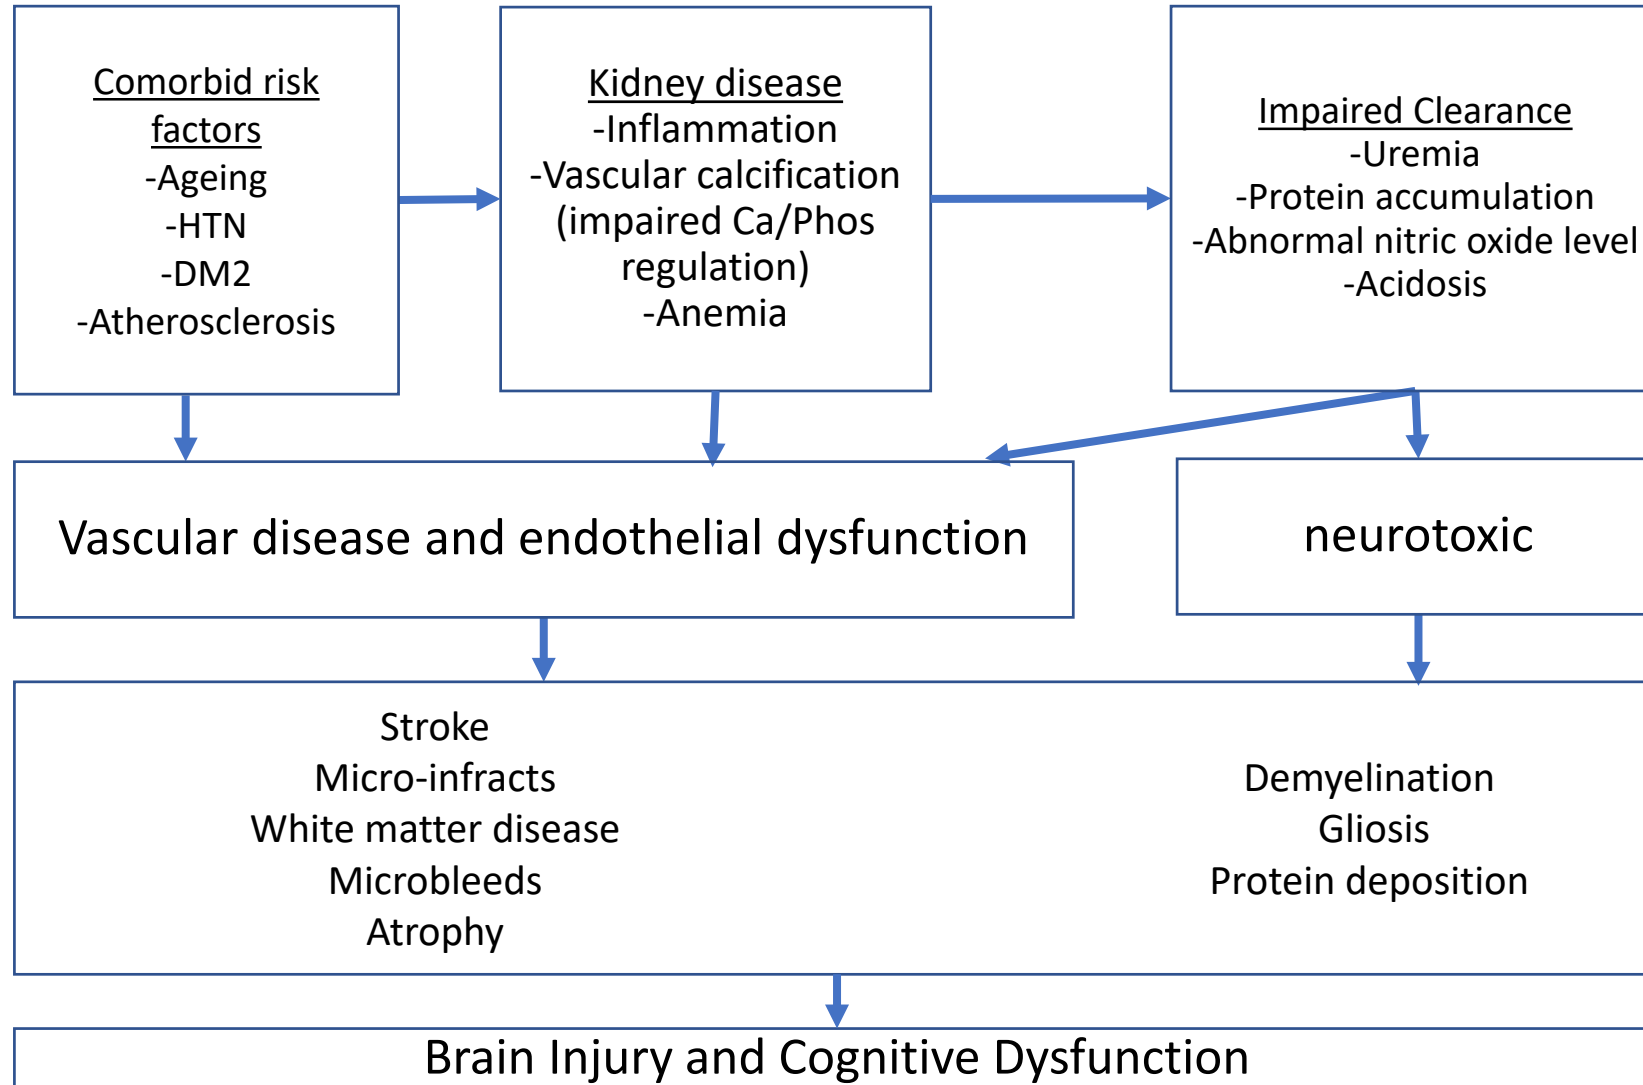 Comorbid risk
factors
-Ageing
-HTN
-DM2
-Atherosclerosis
Kidney disease
-Inflammation
-Vascular calcification
(impaired Ca/Phos
regulation)
-Anemia
Impaired Clearance
-Uremia
-Protein accumulation
-Abnormal nitric oxide level
-Acidosis
Vascular disease and endothelial dysfunction
neurotoxic
Stroke
Micro-infracts
White matter disease
Microbleeds
Atrophy
Demyelination
Gliosis
Protein deposition
Brain Injury and Cognitive Dysfunction